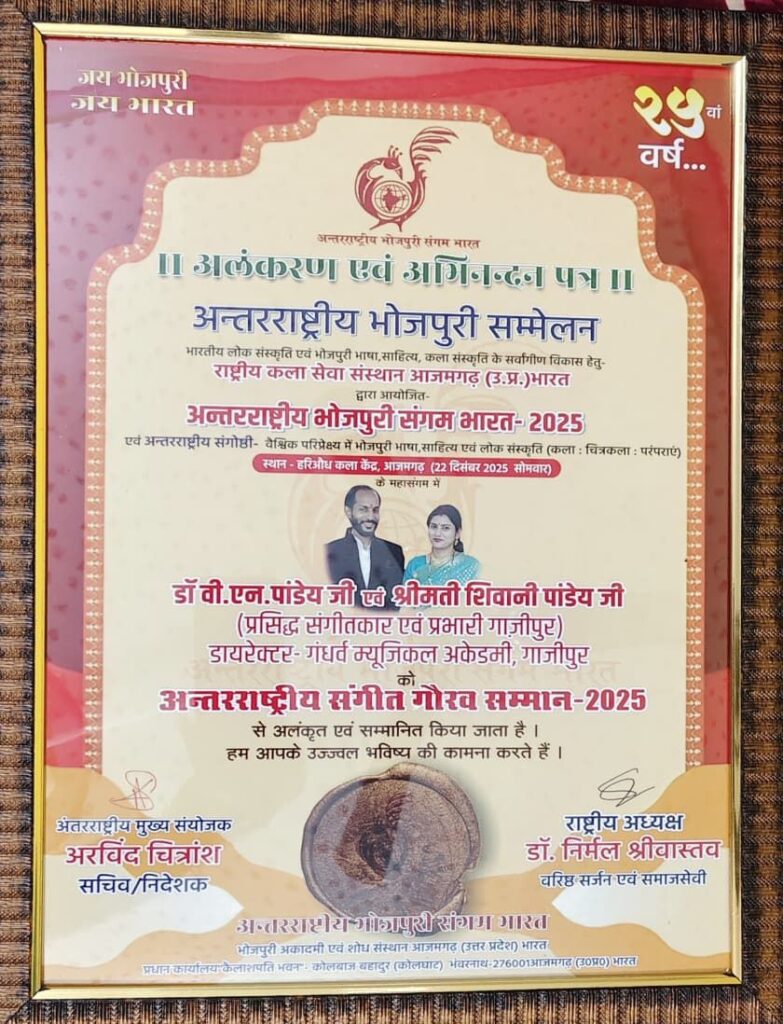 जय भोजपुरी
जय भारत
२५वां
वर्ष...
अन्तरराष्ट्रीय भोजपुरी संगम भारत
॥ अलंकरण एवं अभिनन्दन पत्र ॥
अन्तरराष्ट्रीय भोजपुरी सम्मेलन
भारतीय लोक संस्कृति एवं भोजपुरी भाषा,साहित्य, कला संस्कृति के सर्वांगीण विकास हेतु-
राष्ट्रीय कला सेवा संस्थान आजमगढ़ (उ.प्र.)भारत
द्वारा आयोजित-
अन्तरराष्ट्रीय भोजपुरी संगम भारत- 2025
एवं अन्तरराष्ट्रीय संगोष्ठी- वैश्विक परिप्रेक्ष्य में भोजपुरी भाषा,साहित्य एवं लोक संस्कृति (कला : चित्रकला : परंपराएं)
स्थान - हरिऔध कला केंद्र, आजमगढ़ (22 दिसंबर 2025 सोमवार)
के महासंगम में
डॉ वी.एन.पांडेय जी एवं श्रीमती शिवानी पांडेय जी
(प्रसिद्ध संगीतकार एवं प्रभारी गाज़ीपुर)
डायरेक्टर- गंधर्व म्यूजिकल अकेडमी, गाजीपुर
को
अन्तरराष्ट्रीय संगीत गौरव सम्मान-2025
से अलंकृत एवं सम्मानित किया जाता है ।
हम आपके उज्ज्वल भविष्य की कामना करते हैं ।
अंतरराष्ट्रीय मुख्य संयोजक
अरविंद चित्रांश
सचिव/निदेशक
राष्ट्रीय अध्यक्ष
डॉ. निर्मल श्रीवास्तव
वरिष्ठ सर्जन एवं समाजसेवी
अन्तरराष्ट्रीय भोजपुरी संगम भारत
भोजपुरी अकादमी एवं शोध संस्थान आजमगढ़ (उत्तर प्रदेश) भारत
प्रधान कार्यालय"कैलाशपति भवन"- कोलबाज बहादुर (कोलघाट) भंवरनाथ-276001आजमगढ़ (उ0प्र0) भारत